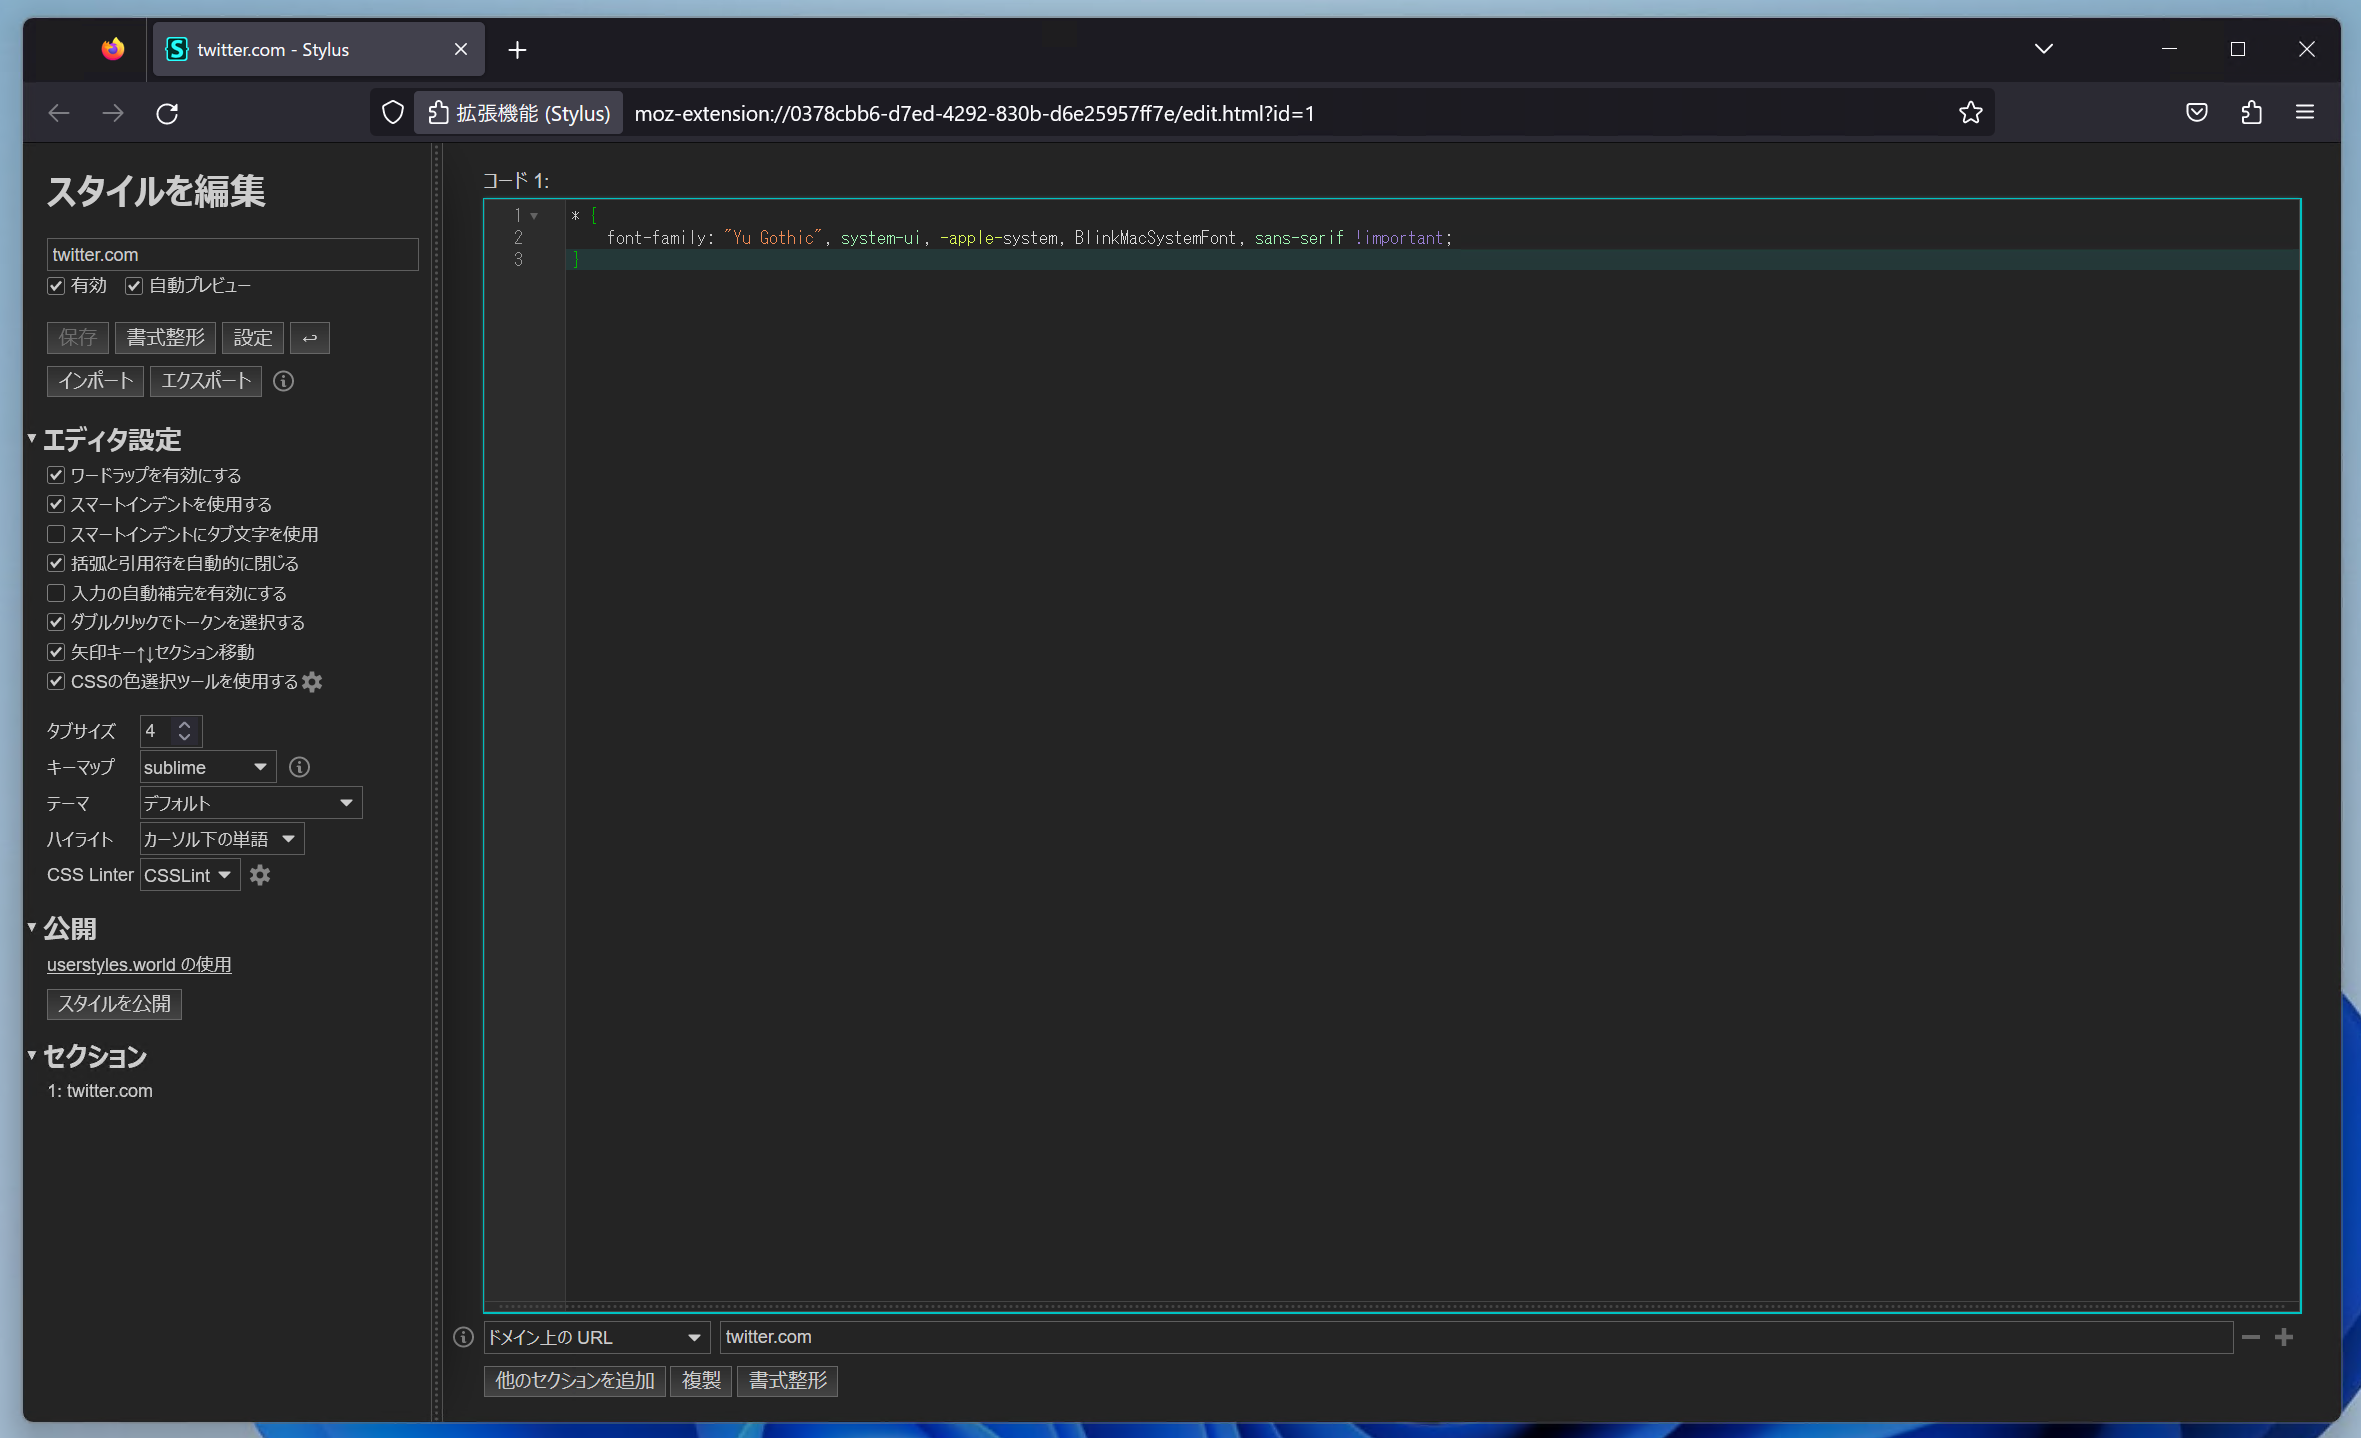 twitter.com - Stylus
拡張機能 (Stylus) moz-extension://0378cbb6-d7ed-4292-830b-d6e25957ff7e/edit.html?id=1
スタイルを編集
twitter.com
有効 自動プレビュー
保存 書式整形 設定 ↩
インポート エクスポート
エディタ設定
ワードラップを有効にする
スマートインデントを使用する
スマートインデントにタブ文字を使用
括弧と引用符を自動的に閉じる
入力の自動補完を有効にする
ダブルクリックでトークンを選択する
矢印キー↑↓セクション移動
CSSの色選択ツールを使用する
タブサイズ 4
キーマップ sublime
テーマ デフォルト
ハイライト カーソル下の単語
CSS Linter CSSLint
公開
userstyles.world の使用
スタイルを公開
セクション
1: twitter.com
コード 1:
1 * {
2 font-family: "Yu Gothic", system-ui, -apple-system, BlinkMacSystemFont, sans-serif !important;
3 }
ドメイン上の URL twitter.com
他のセクションを追加 複製 書式整形